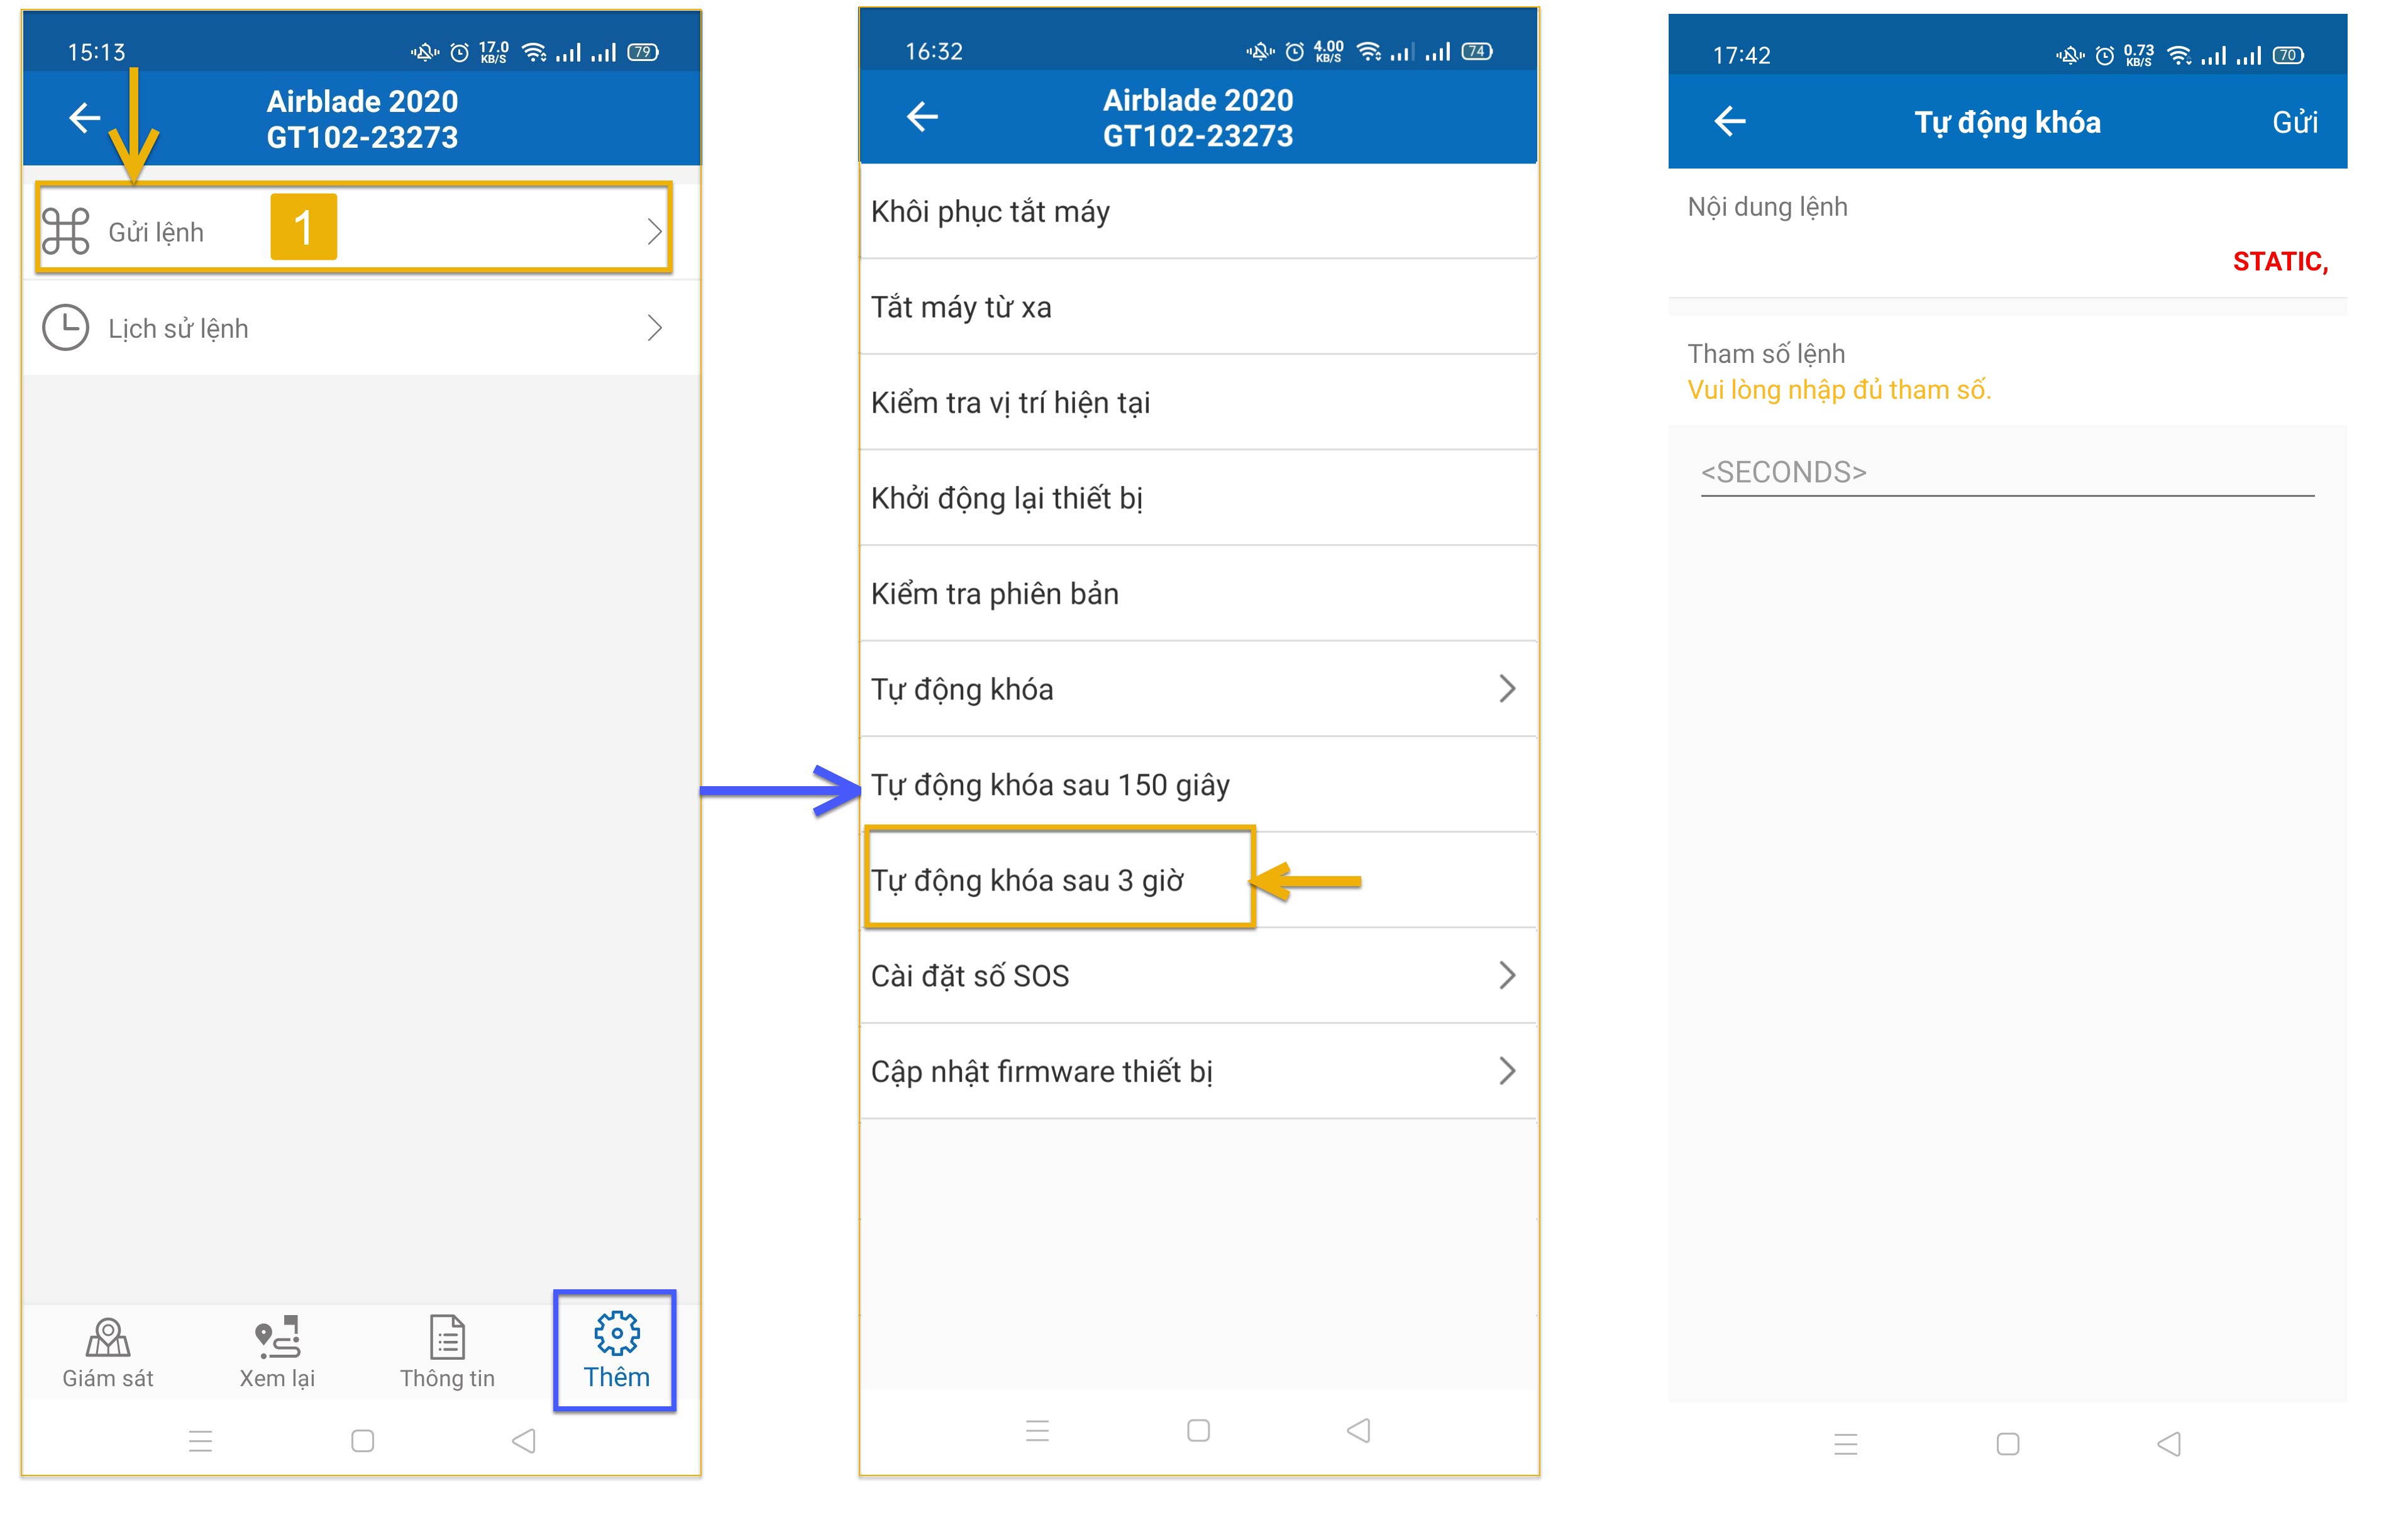 15:13
17.0
KB/S
79
Airblade 2020
GT102-23273
Gửi lệnh
1
Lịch sử lệnh
Giám sát
Xem lại
Thông tin
Thêm
16:32
4.00
KB/S
74
Airblade 2020
GT102-23273
Khôi phục tắt máy
Tắt máy từ xa
Kiểm tra vị trí hiện tại
Khởi động lại thiết bị
Kiểm tra phiên bản
Tự động khóa
Tự động khóa sau 150 giây
Tự động khóa sau 3 giờ
Cài đặt số SOS
Cập nhật firmware thiết bị
17:42
0.73
KB/S
70
Tự động khóa
Gửi
Nội dung lệnh
STATIC,
Tham số lệnh
Vui lòng nhập đủ tham số.
<SECONDS>